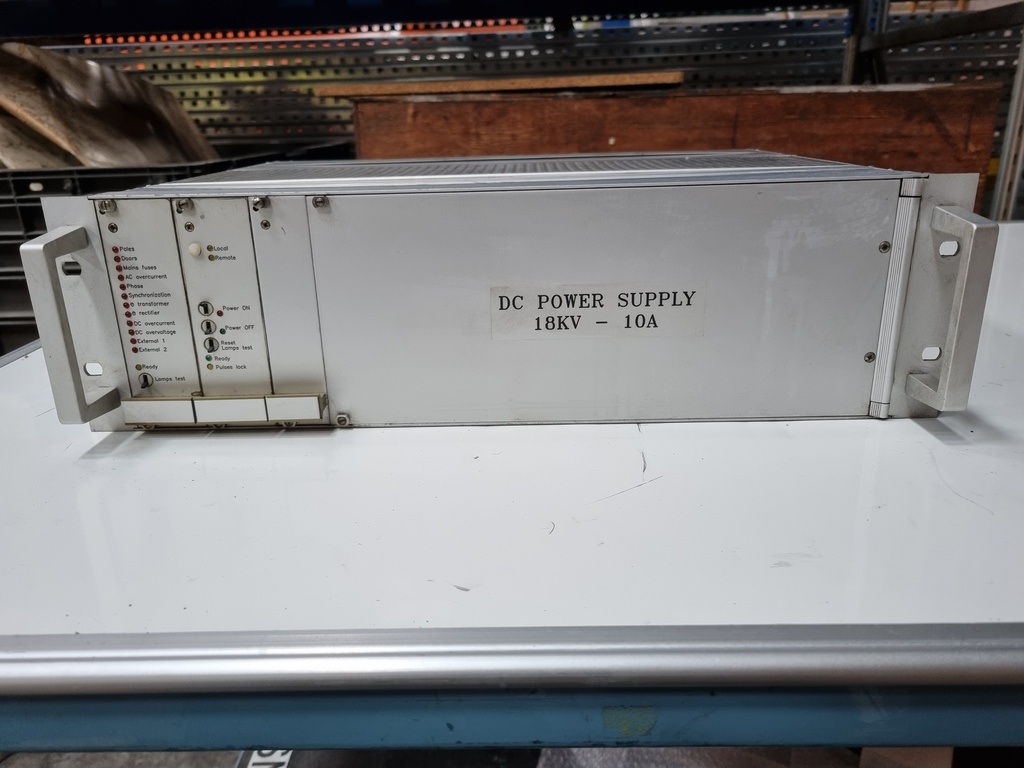 Poles
Doors
Mains fuses
AC overcurrent
Phase
Synchronization
θ transformer
θ rectifier
DC overcurrent
DC overvoltage
External 1
External 2
Ready
Lamps test
Local
Remote
Power ON
Power OFF
Reset
Lamps test
Ready
Pulses lock
DC POWER SUPPLY
18KV - 10A